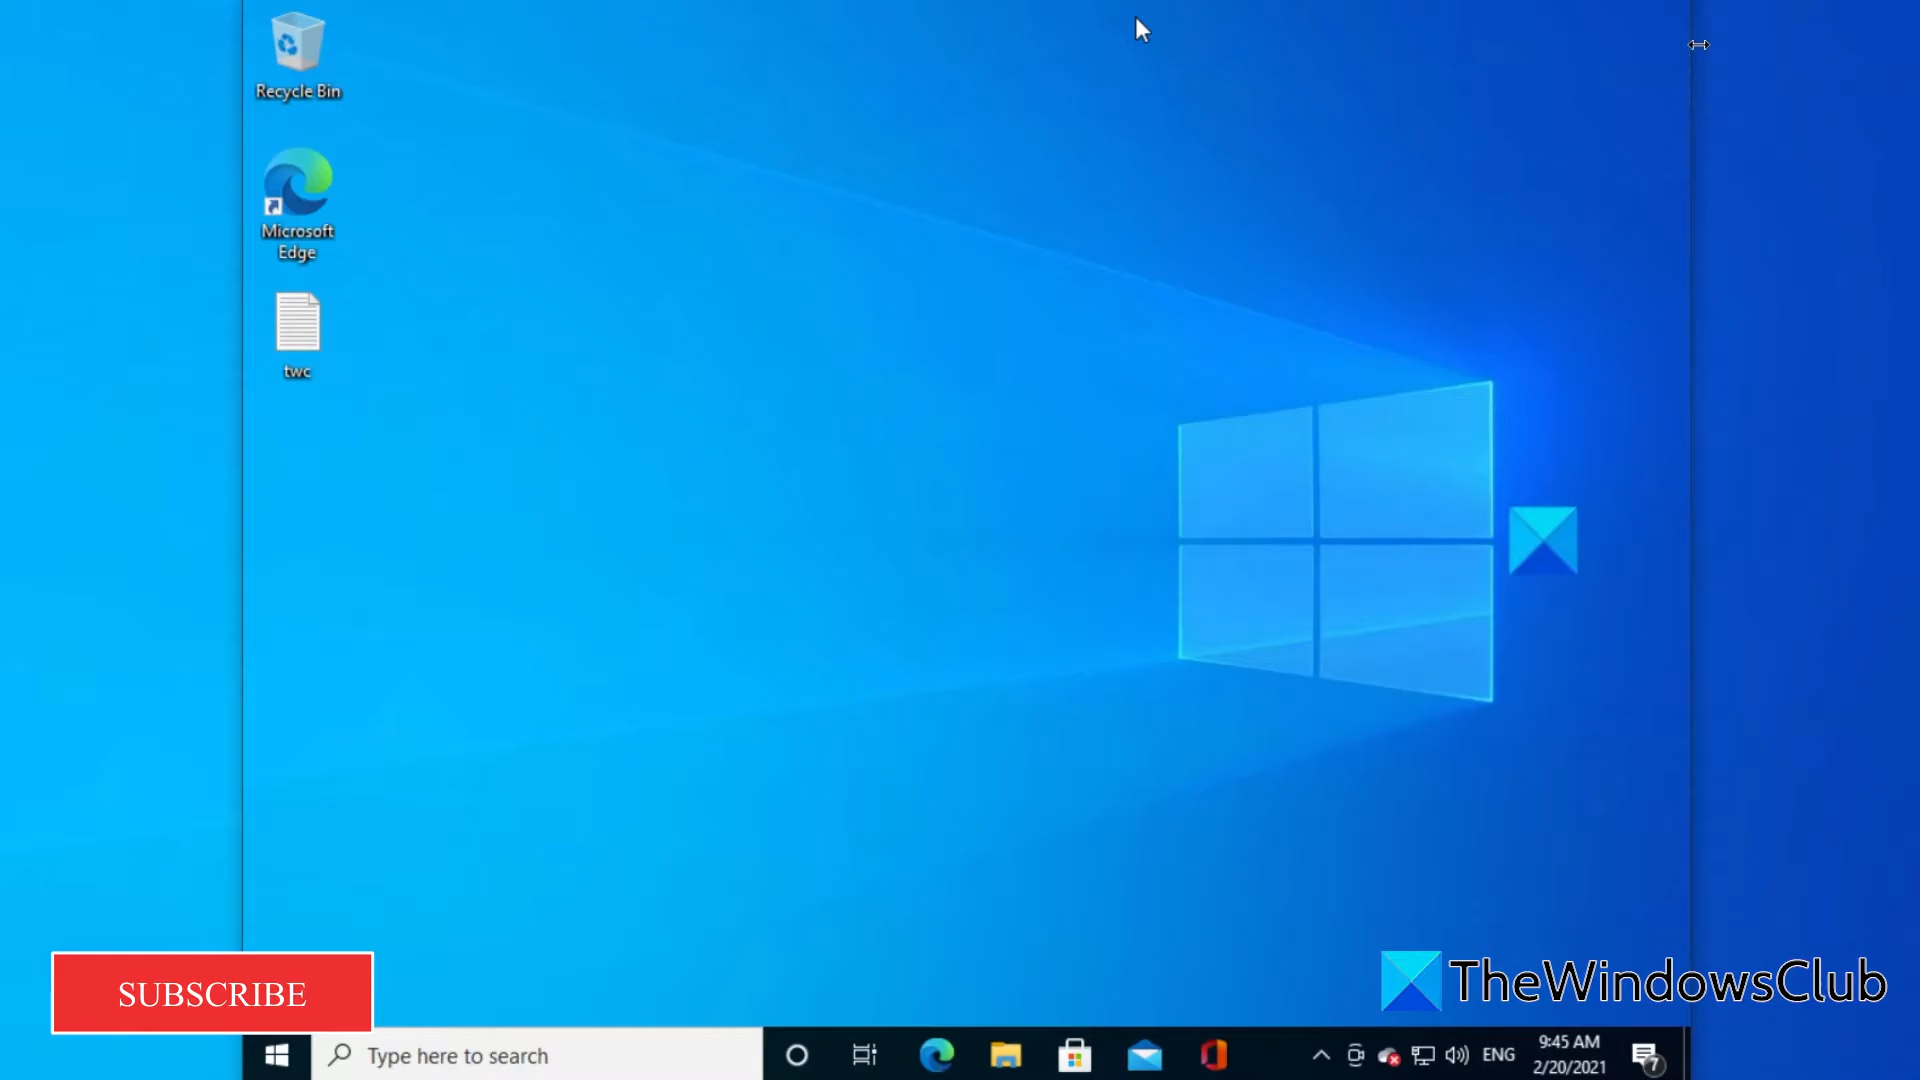 Recycle Bin
Microsoft
Edge
twc
SUBSCRIBE
TheWindowsClub
Type here to search
ENG
9:45 AM
2/20/2021
7